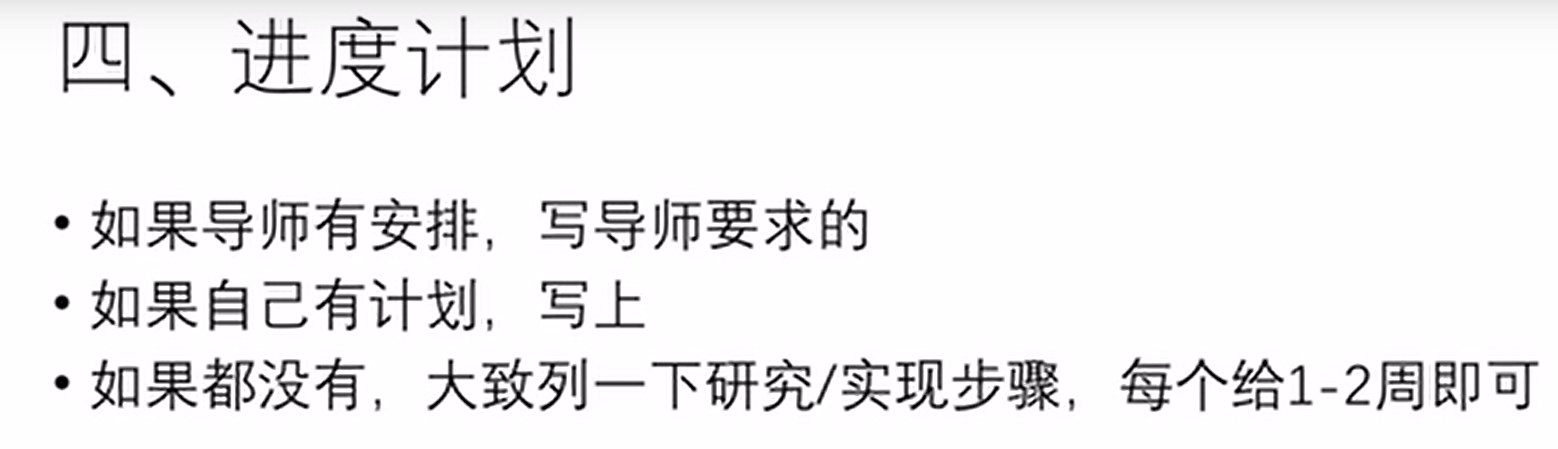 四、进度计划
• 如果导师有安排，写导师要求的
• 如果自己有计划，写上
• 如果都没有，大致列一下研究/实现步骤，每个给1-2周即可